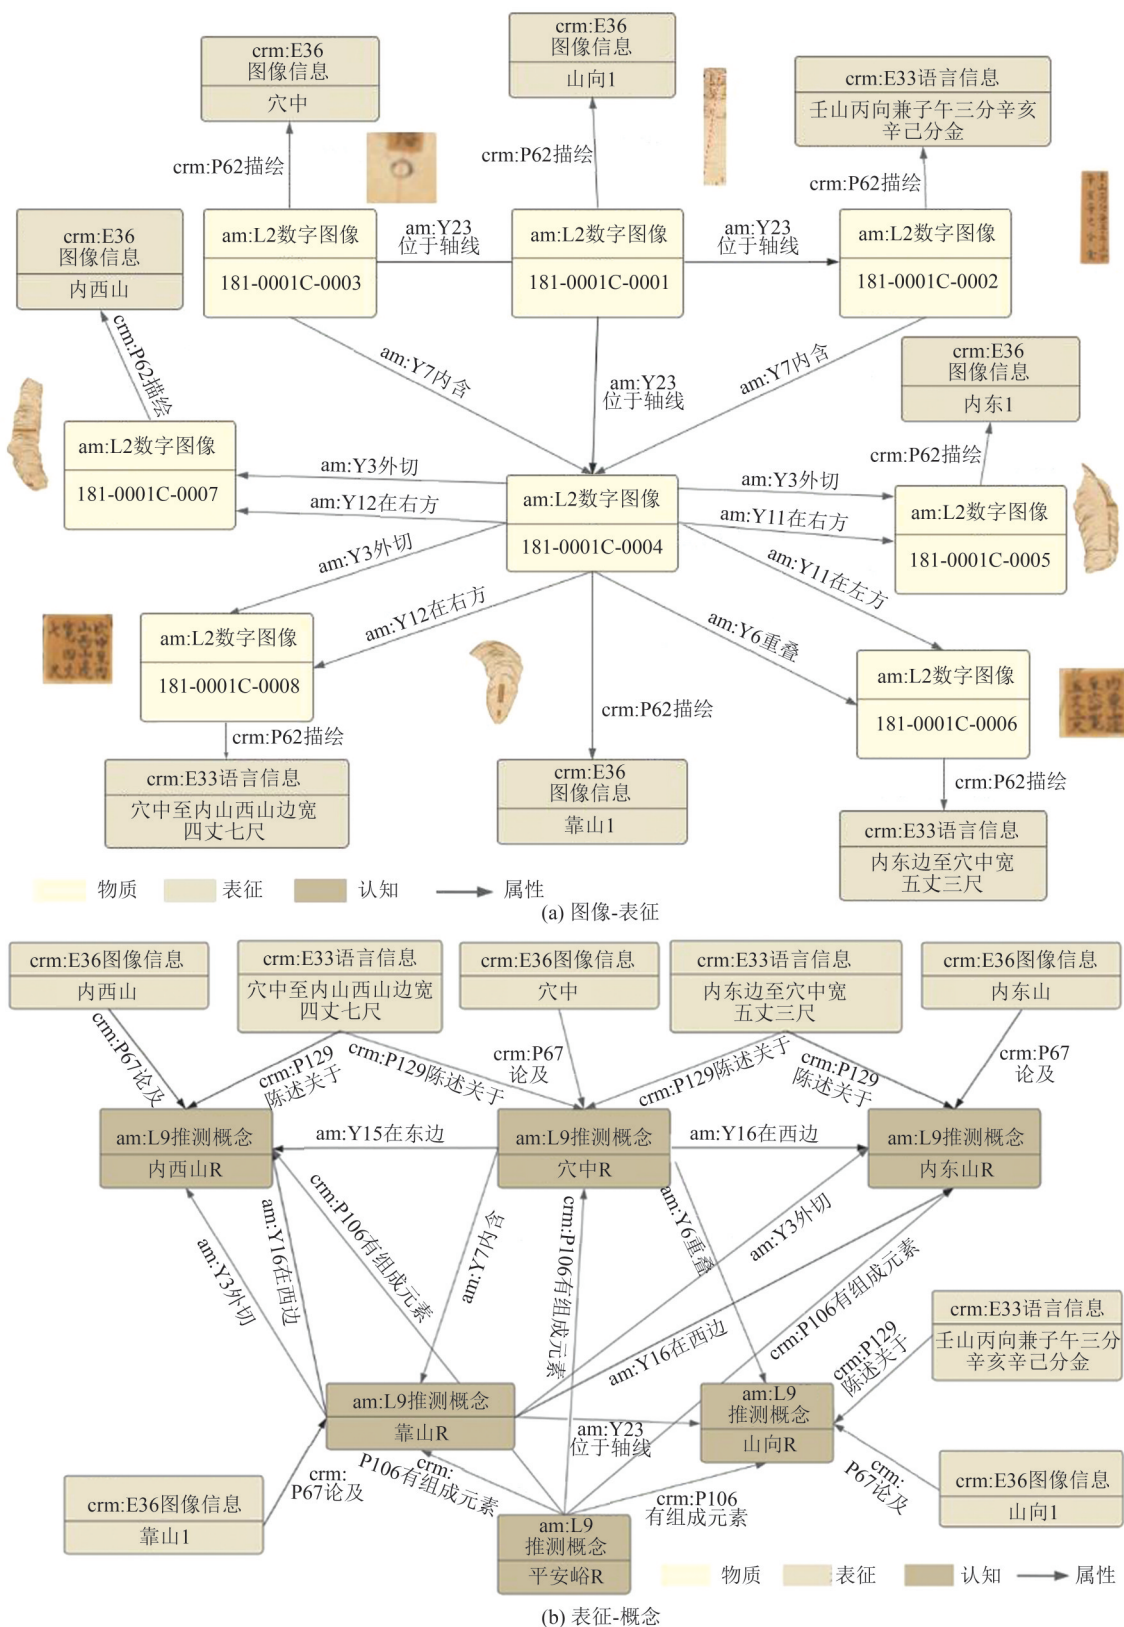 crm:E36
图像信息
穴中
crm:E36
图像信息
山向1
crm:E33语言信息
壬山丙向兼子午三分辛亥
辛己分金
crm:P62描绘
crm:P62描绘
crm:P62描绘
crm:E36
图像信息
内西山
am:L2数字图像
181-0001C-0003
am:Y23
位于轴线
am:L2数字图像
181-0001C-0001
am:Y23
位于轴线
am:L2数字图像
181-0001C-0002
crm:P62描绘
am:Y7内含
am:Y23
位于轴线
am:Y7内含
crm:E36
图像信息
内东1
am:L2数字图像
181-0001C-0007
am:Y3外切
am:Y12在右方
am:L2数字图像
181-0001C-0004
am:Y3外切
am:Y11在右方
crm:P62描绘
am:L2数字图像
181-0001C-0005
am:Y3外切
am:Y12在右方
am:Y11在左方
am:Y6重叠
am:L2数字图像
181-0001C-0008
am:L2数字图像
181-0001C-0006
crm:P62描绘
crm:P62描绘
crm:P62描绘
crm:E33语言信息
穴中至内山西山边宽
四丈七尺
crm:E36
图像信息
靠山1
crm:E33语言信息
内东边至穴中宽
五丈三尺
物质
表征
认知
属性
(a) 图像-表征
crm:E36图像信息
内西山
crm:E33语言信息
穴中至内山西山边宽
四丈七尺
crm:E36图像信息
穴中
crm:E33语言信息
内东边至穴中宽
五丈三尺
crm:E36图像信息
内东山
crm:P67论及
crm:P129
陈述关于
crm:P129陈述关于
crm:P67
论及
crm:P129陈述关于
crm:P129
陈述关于
crm:P67
论及
am:L9推测概念
内西山R
am:Y15在东边
am:L9推测概念
穴中R
am:Y16在西边
am:L9推测概念
内东山R
am:Y3外切
am:Y16在西边
crm:P106有组成元素
am:Y7内含
crm:P106有组成元素
am:Y6重叠
am:Y3外切
am:Y16在西边
crm:P106有组成元素
crm:E33语言信息
壬山丙向兼子午三分
辛亥辛己分金
crm:P129
陈述关于
am:L9推测概念
靠山R
am:Y23
位于轴线
am:L9
推测概念
山向R
crm:E36图像信息
靠山1
crm:
P67论及
crm:
P106有组成元素
crm:P106
有组成元素
crm:
P67论及
crm:E36图像信息
山向1
am:L9
推测概念
平安峪R
物质
表征
认知
属性
(b) 表征-概念